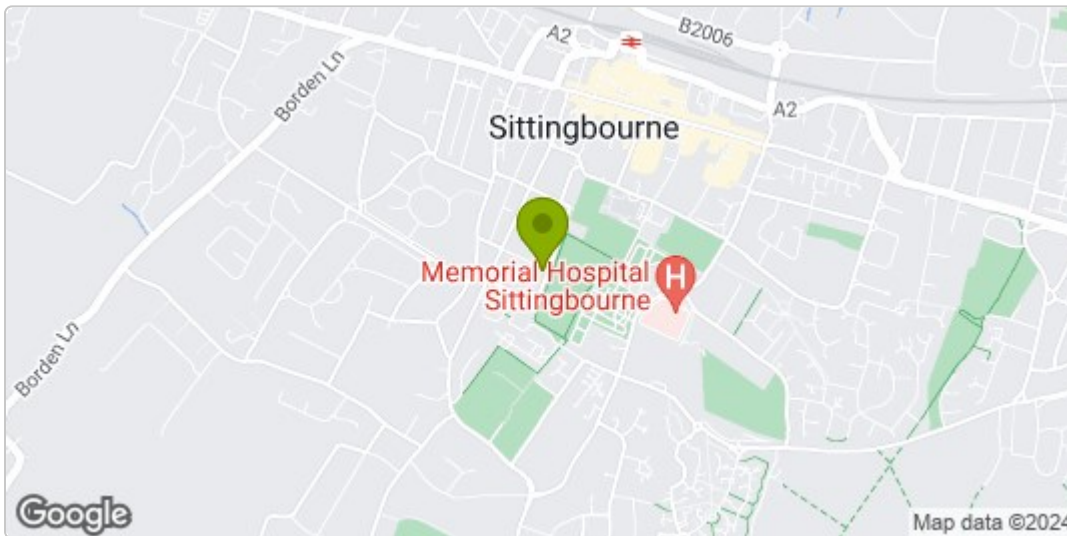 A2
B2006
Borden Ln
A2
Sittingbourne
Memorial Hospital
Sittingbourne
H
Borden Ln
Google
Map data ©2024